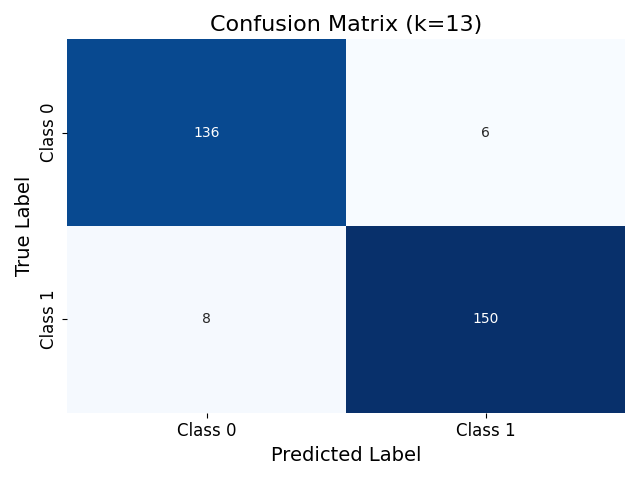 Confusion Matrix (k=13)
True Label
Class 0
136
6
Class 1
8
150
Class 0
Class 1
Predicted Label